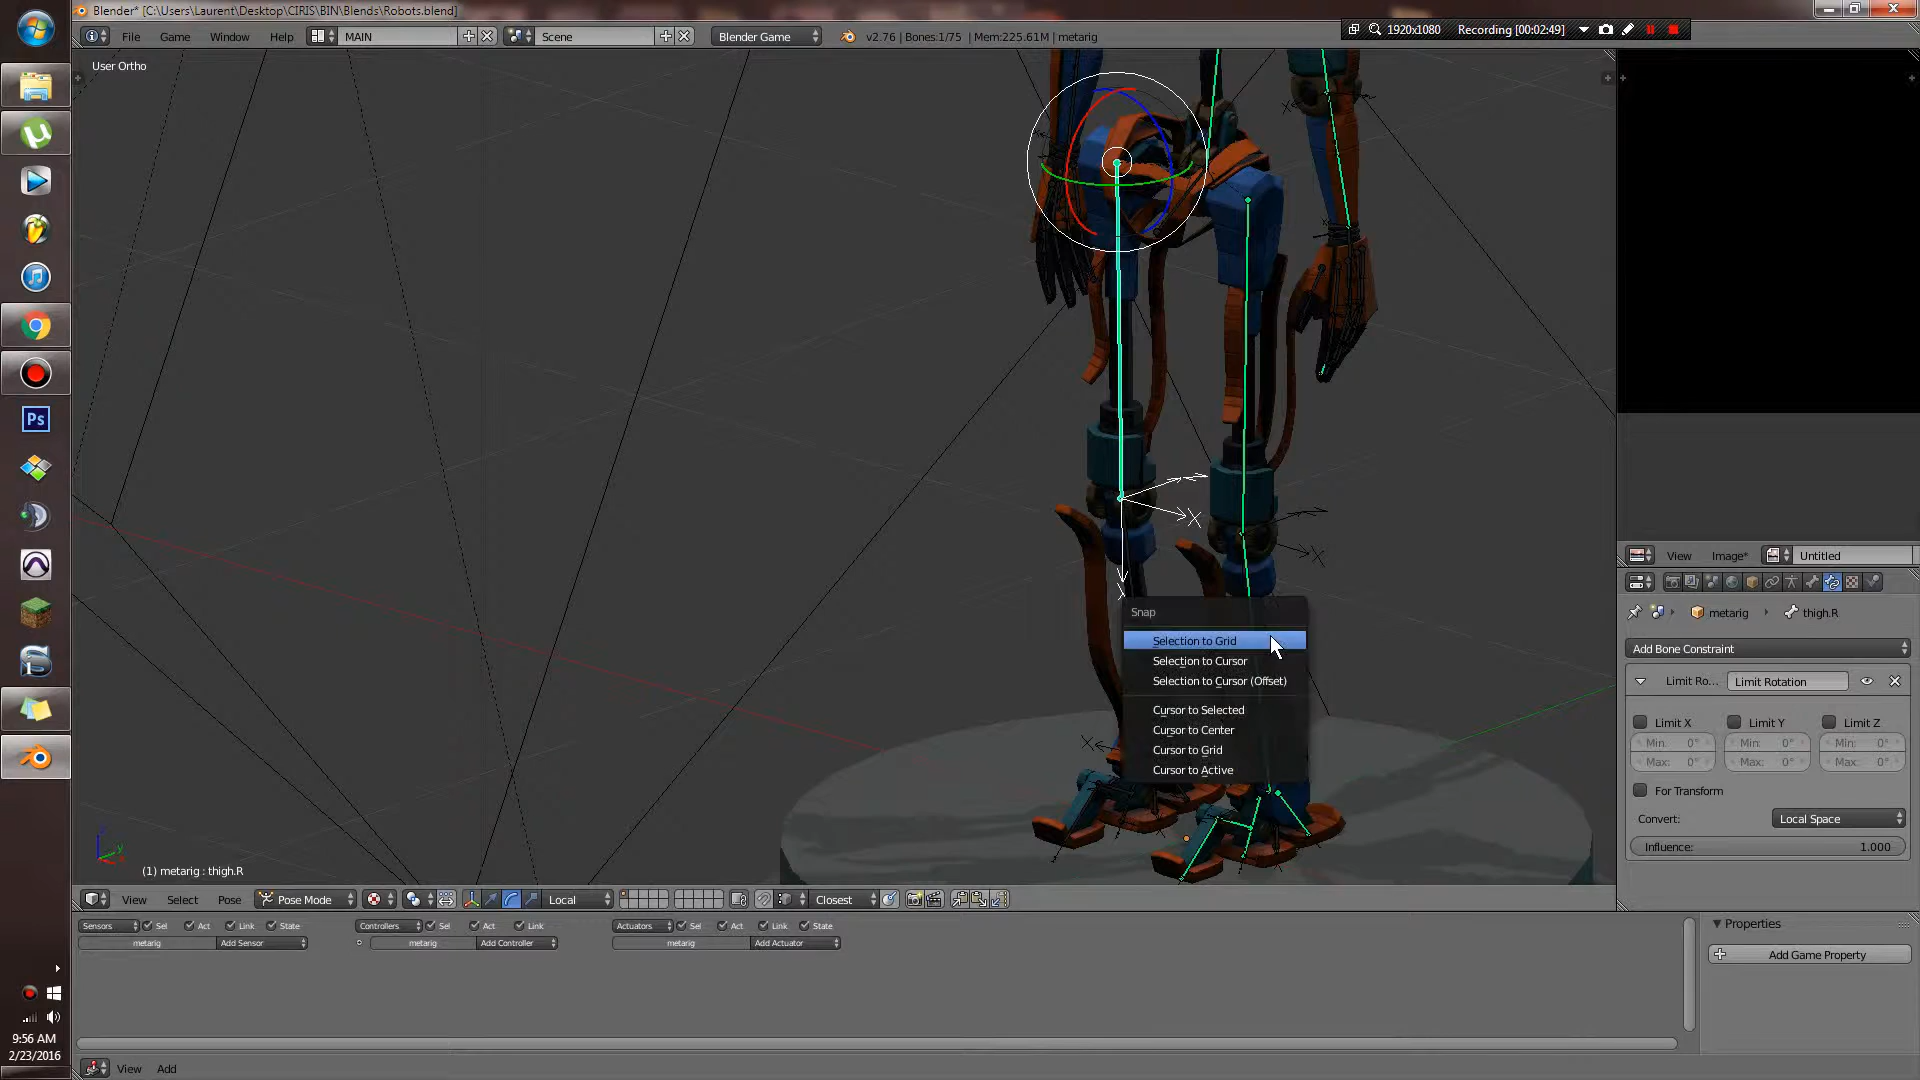 Blender* [C:\Users\Laurent\Desktop\CIRIS\BIN\Blends\Robots.blend]
File Game Window Help MAIN Scene Blender Game v2.76 | Bones:1/75 | Mem:225.61M | metarig
1920x1080 Recording [00:02:49]
User Ortho
X
X
X
X
Snap
Selection to Grid
Selection to Cursor
Selection to Cursor (Offset)
Cursor to Selected
Cursor to Center
Cursor to Grid
Cursor to Active
(1) metarig : thigh.R
View Select Pose Pose Mode Local Closest
View Image* Untitled
metarig thigh.R
Add Bone Constraint
Limit Ro... Limit Rotation
Limit X Limit Y Limit Z
Min: 0° Min: 0° Min: 0°
Max: 0° Max: 0° Max: 0°
For Transform
Convert: Local Space
Influence: 1.000
Sensors Sel Act Link State Controllers Sel Act Link Actuators Sel Act Link State
metarig Add Sensor metarig Add Controller metarig Add Actuator
Properties
Add Game Property
View Add
Ps
9:56 AM
2/23/2016